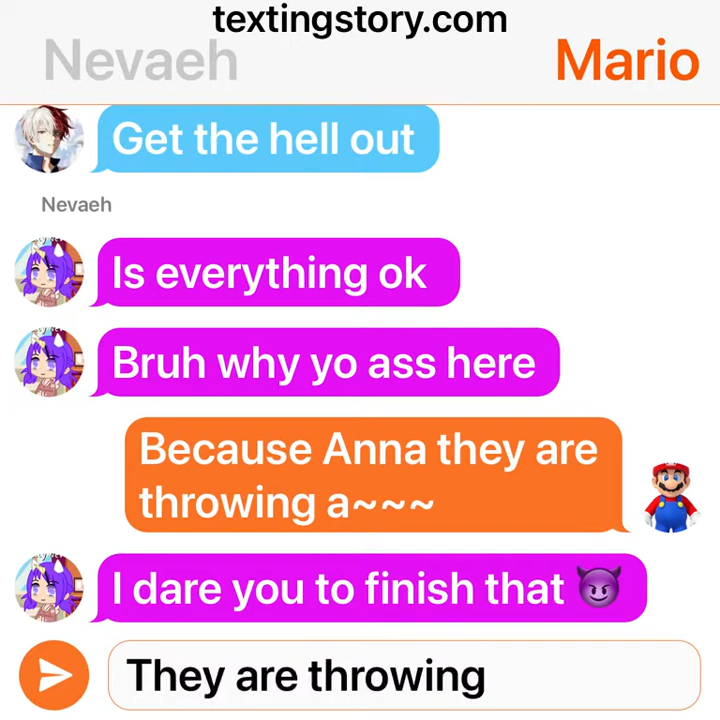 textingstory.com
Nevaeh
Mario
Get the hell out
Nevaeh
Is everything ok
Bruh why yo ass here
Because Anna they are
throwing a~~~
I dare you to finish that 😈
They are throwing